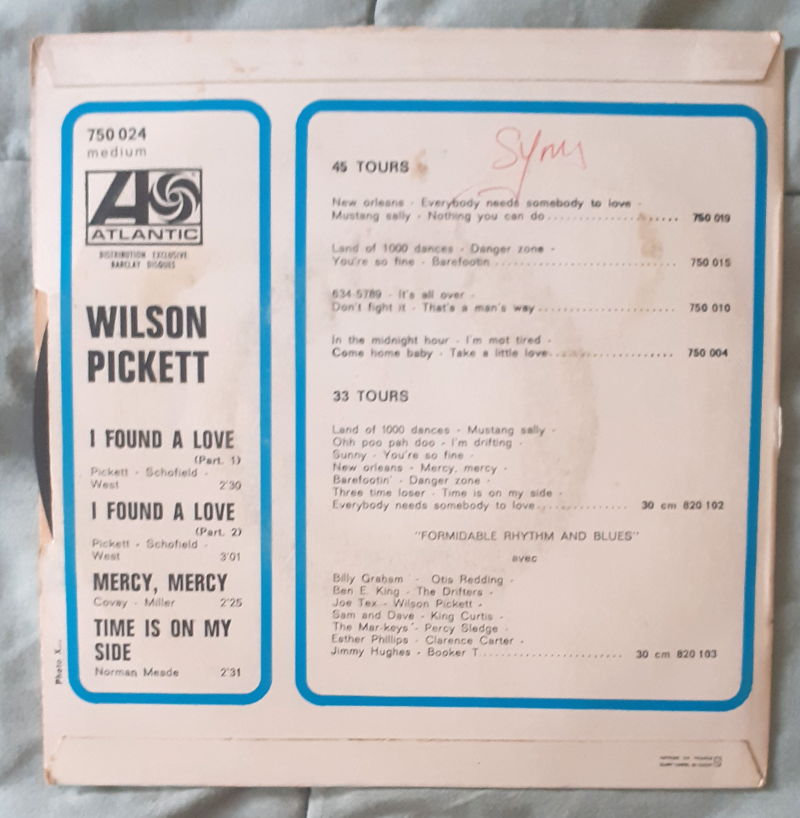 750 024
medium
ATLANTIC
DISTRIBUTION EXCLUSIVE
BARCLAY DISQUES
WILSON
PICKETT
I FOUND A LOVE
(Part. 1)
Pickett - Schofield -
West 2'30
I FOUND A LOVE
(Part. 2)
Pickett - Schofield -
West 3'01
MERCY, MERCY
Covay - Miller 2'25
TIME IS ON MY
SIDE
Norman Meade 2'31
Photo X...
45 TOURS
New orleans - Everybody needs somebody to love -
Mustang sally - Nothing you can do ........................ 750 019
Land of 1000 dances - Danger zone -
You're so fine - Barefootin ................................ 750 015
634-5789 - It's all over -
Don't fight it - That's a man's way ........................ 750 010
In the midnight hour - I'm mot tired -
Come home baby - Take a little love ........................ 750 004
33 TOURS
Land of 1000 dances - Mustang sally -
Ohh poo pah doo - I'm drifting -
Sunny - You're so fine -
New orleans - Mercy, mercy -
Barefootin' - Danger zone -
Three time loser - Time is on my side -
Everybody needs somebody to love ................ 30 cm 820 102
"FORMIDABLE RHYTHM AND BLUES"
avec
Billy Graham - Otis Redding -
Ben E. King - The Drifters -
Joe Tex - Wilson Pickett -
Sam and Dave - King Curtis -
The Mar-keys - Percy Sledge -
Esther Phillips - Clarence Carter -
Jimmy Hughes - Booker T. .......................... 30 cm 820 103